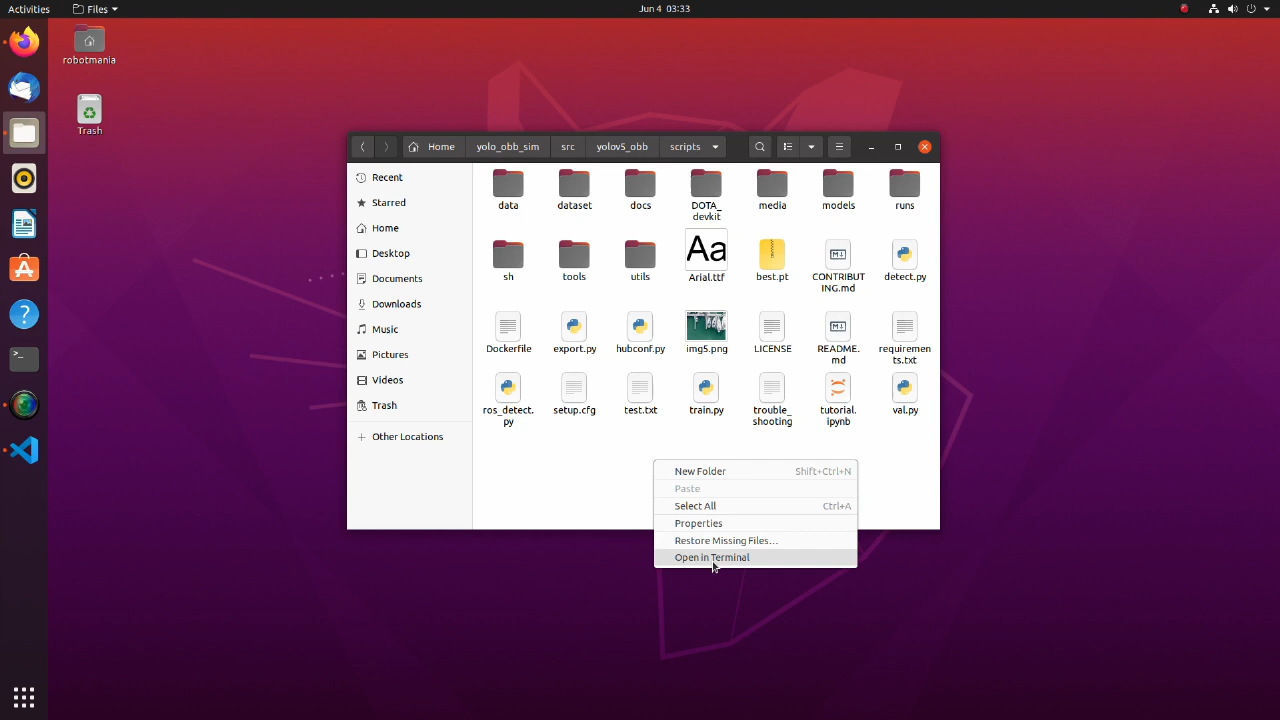 Activities
Files
Jun 4 03:33
robotmania
Trash
Home
yolo_obb_sim
src
yolov5_obb
scripts
Recent
Starred
Home
Desktop
Documents
Downloads
Music
Pictures
Videos
Trash
Other Locations
data
dataset
docs
DOTA_
devkit
media
models
runs
sh
tools
utils
Aa
Arial.ttf
best.pt
CONTRIBUT
ING.md
detect.py
Dockerfile
export.py
hubconf.py
img5.png
LICENSE
README.
md
requiremen
ts.txt
ros_detect.
py
setup.cfg
test.txt
train.py
trouble_
shooting
tutorial.
ipynb
val.py
New Folder Shift+Ctrl+N
Paste
Select All Ctrl+A
Properties
Restore Missing Files...
Open in Terminal